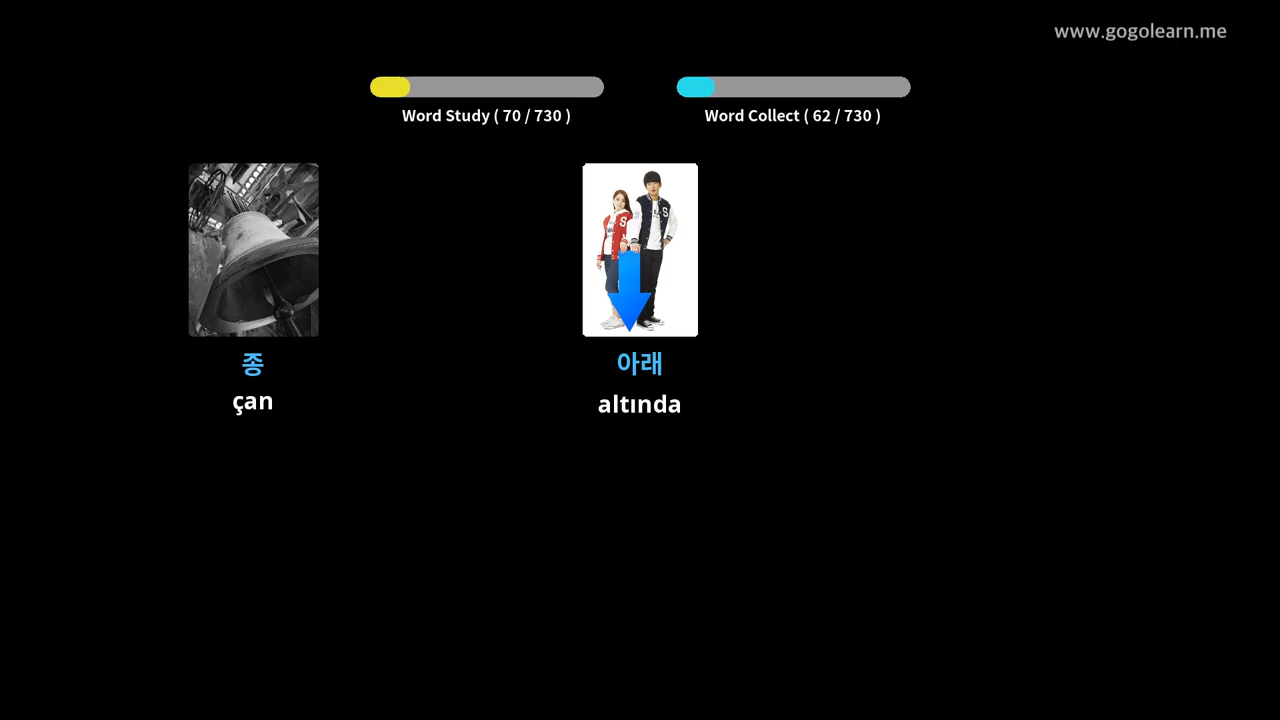 www.gogolearn.me
Word Study ( 70 / 730 )
Word Collect ( 62 / 730 )
S
S
종
çan
아래
altında